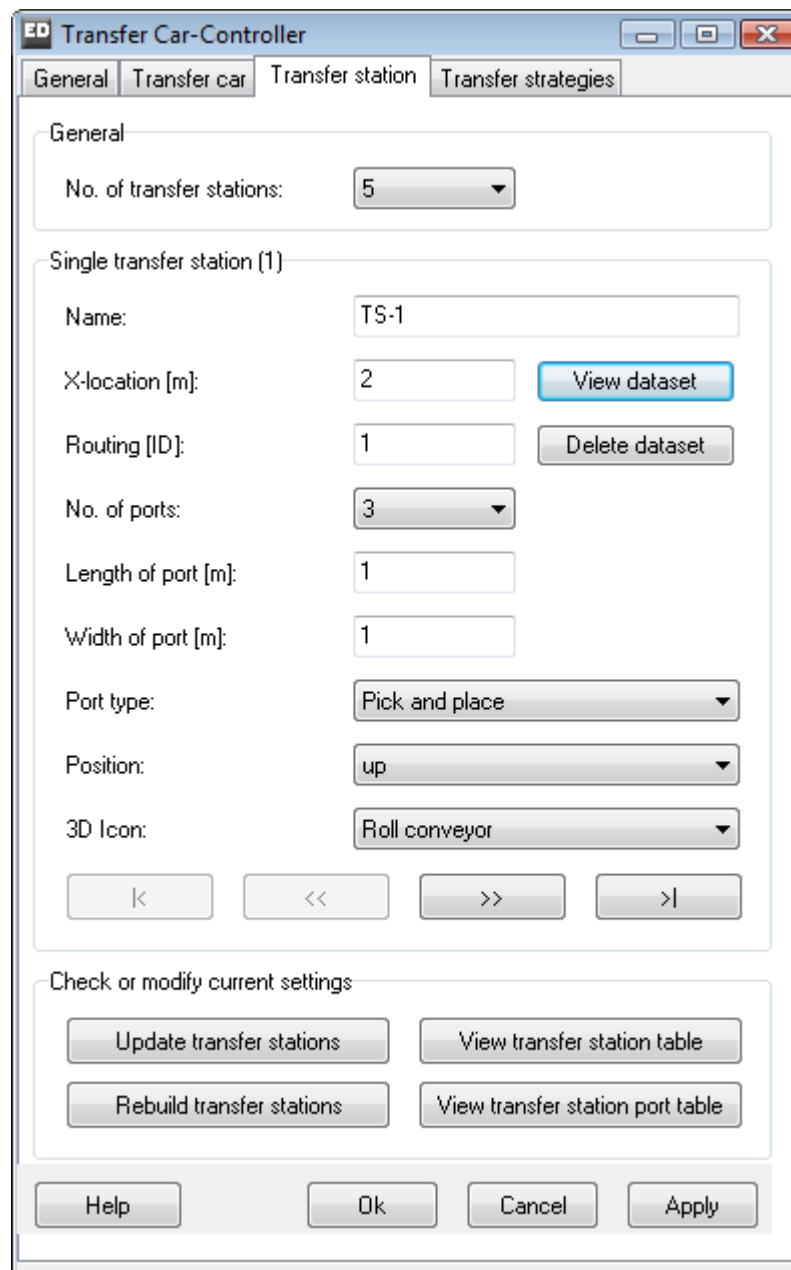 ED Transfer Car-Controller
General Transfer car Transfer station Transfer strategies
General
No. of transfer stations: 5
Single transfer station (1)
Name: TS-1
X-location [m]: 2 View dataset
Routing [ID]: 1 Delete dataset
No. of ports: 3
Length of port [m]: 1
Width of port [m]: 1
Port type: Pick and place
Position: up
3D Icon: Roll conveyor
|< << >> >|
Check or modify current settings
Update transfer stations View transfer station table
Rebuild transfer stations View transfer station port table
Help Ok Cancel Apply